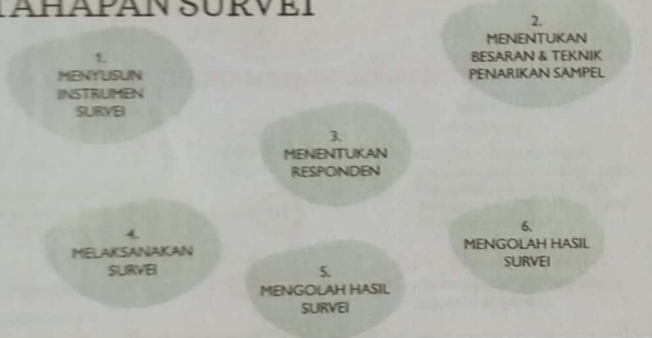 TAHAPAN SURVEI
1.
MENYUSUN
INSTRUMEN
SURVEI
2.
MENENTUKAN
BESARAN & TEKNIK
PENARIKAN SAMPEL
3.
MENENTUKAN
RESPONDEN
4.
MELAKSANAKAN
SURVEI
5.
MENGOLAH HASIL
SURVEI
6.
MENGOLAH HASIL
SURVEI